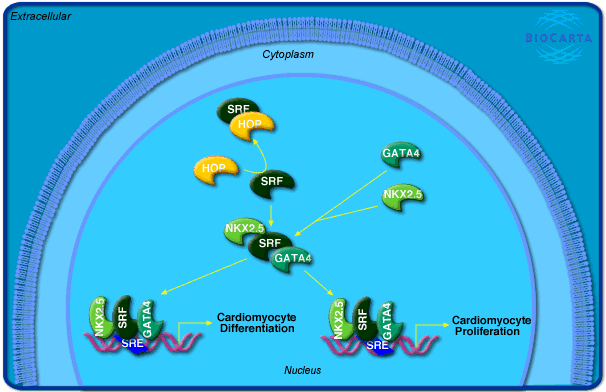 Extracellular
BIOCARTA
Cytoplasm
SRF
HOP
HOP
SRF
GATA4
NKX2.5
NKX2.5
SRF
GATA4
NKX2.5
SRF
GATA4
SRE
Cardiomyocyte
Differentiation
NKX2.5
SRF
GATA4
SRE
Cardiomyocyte
Proliferation
Nucleus